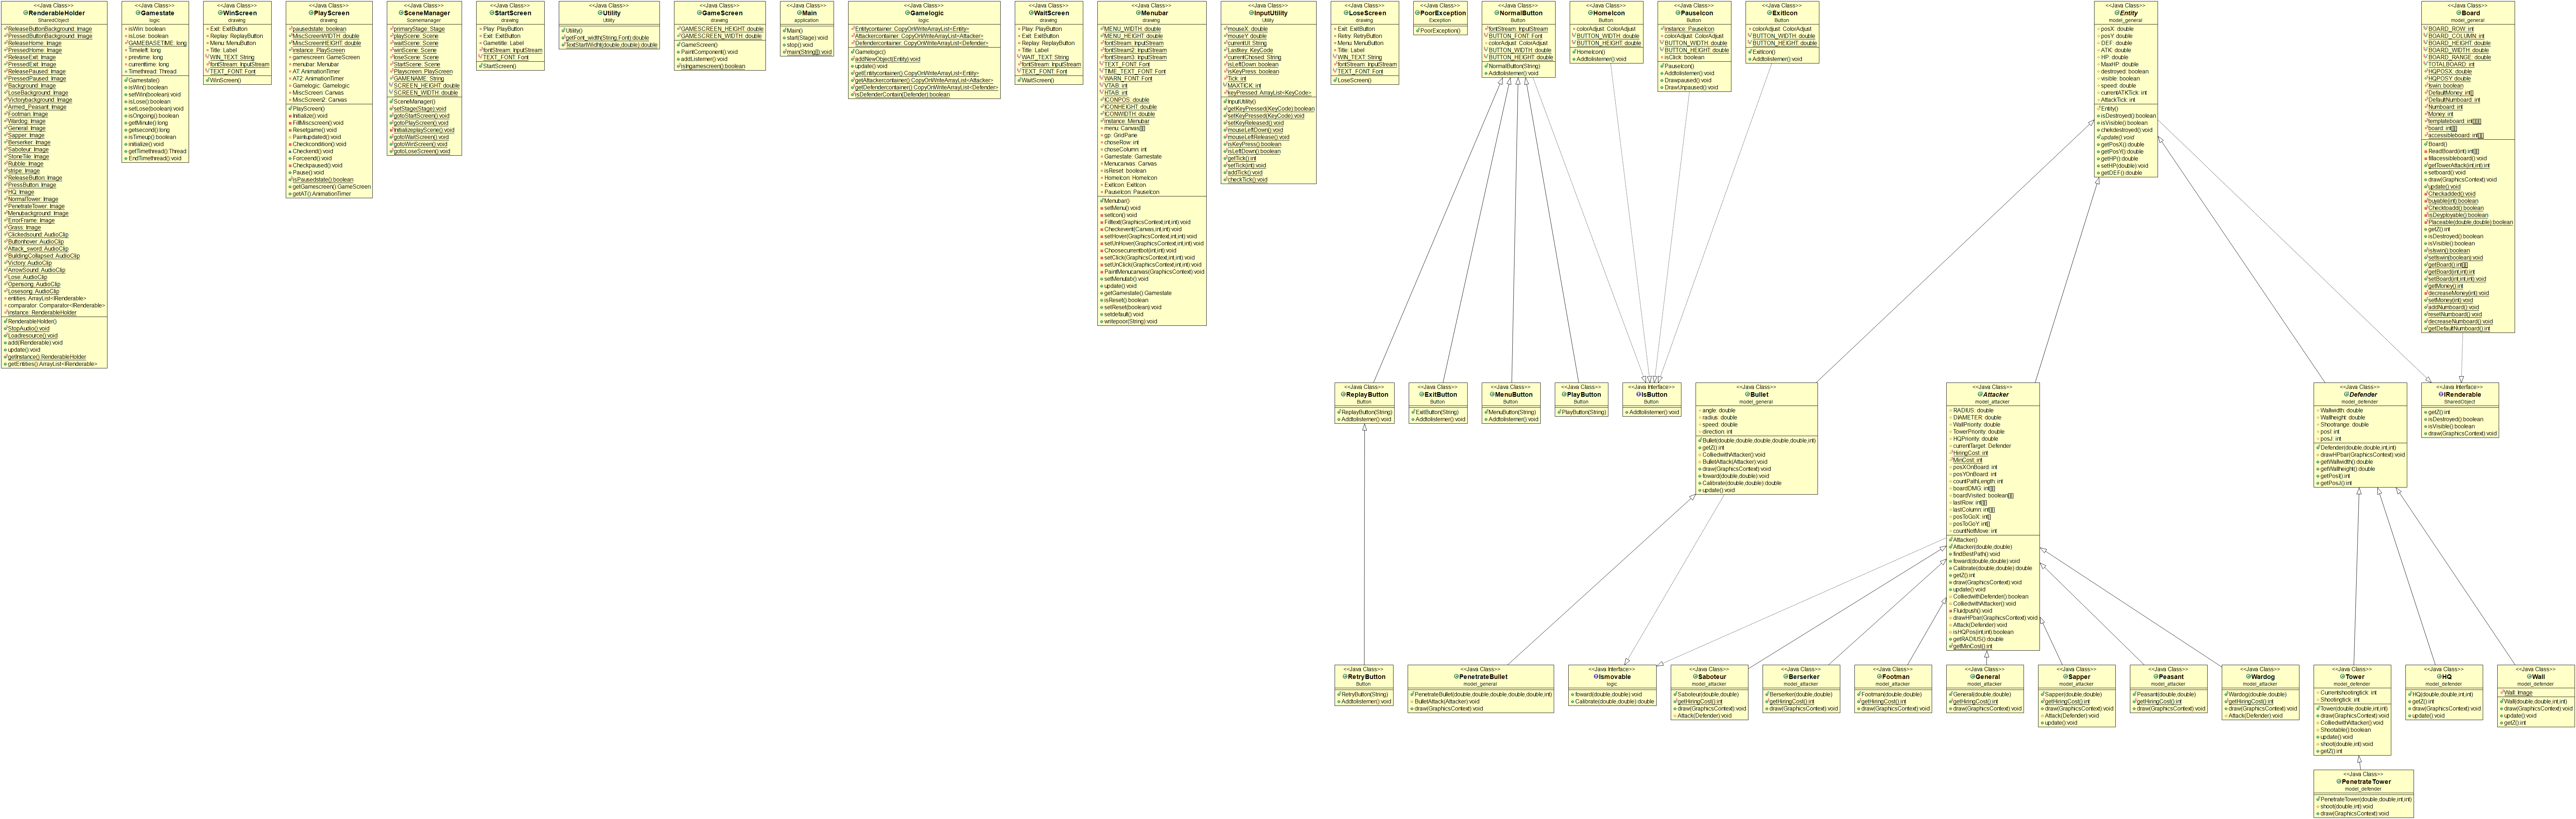 <<Java Class>>
RenderableHolder
SharedObject
ReleaseButtonBackground: Image
PressedButtonBackground: Image
ReleaseHome: Image
PressedHome: Image
ReleaseExit: Image
PressedExit: Image
ReleasePaused: Image
PressedPaused: Image
Background: Image
LoseBackground: Image
Victorybackground: Image
Armed_Peasant: Image
Footman: Image
Wardog: Image
General: Image
Sapper: Image
Berserker: Image
Saboteur: Image
StoneTile: Image
Rubble: Image
stripe: Image
ReleaseButton: Image
PressButton: Image
HQ: Image
NormalTower: Image
PenetrateTower: Image
Menubackground: Image
ErrorFrame: Image
Grass: Image
Clickedsound: AudioClip
Buttonhover: AudioClip
Attack_sword: AudioClip
BuildingCollapsed: AudioClip
Victory: AudioClip
ArrowSound: AudioClip
Lose: AudioClip
Opensong: AudioClip
Losesong: AudioClip
entities: ArrayList<IRenderable>
comparator: Comparator<IRenderable>
instance: RenderableHolder
RenderableHolder()
StopAudio():void
Loadresource():void
add(IRenderable):void
update():void
getInstance():RenderableHolder
getEntities():ArrayList<IRenderable>
<<Java Class>>
Gamestate
logic
isWin: boolean
isLose: boolean
GAMEBASETIME: long
Timeleft: long
prevtime: long
currenttime: long
Timethread: Thread
Gamestate()
isWin():boolean
setWin(boolean):void
isLose():boolean
setLose(boolean):void
isOngoing():boolean
getMinute():long
getsecond():long
isTimeup():boolean
initialize():void
getTimethread():Thread
EndTimethread():void
<<Java Class>>
WinScreen
drawing
Exit: ExitButton
Replay: ReplayButton
Menu: MenuButton
Title: Label
WIN_TEXT: String
fontStream: InputStream
TEXT_FONT: Font
WinScreen()
<<Java Class>>
PlayScreen
drawing
pausedstate: boolean
MiscScreenWIDTH: double
MiscScreenHEIGHT: double
instance: PlayScreen
gamescreen: GameScreen
menubar: Menubar
AT: AnimationTimer
AT2: AnimationTimer
Gamelogic: Gamelogic
MiscScreen: Canvas
MiscScreen2: Canvas
PlayScreen()
Initialize():void
FillMiscscreen():void
Resetgame():void
Paintupdated():void
Checkcondition():void
Checkend():void
Forceend():void
Checkpaused():void
Pause():void
isPausedstate():boolean
getGamescreen():GameScreen
getAT():AnimationTimer
<<Java Class>>
SceneManager
Scenemanager
primaryStage: Stage
playScene: Scene
waitScene: Scene
winScene: Scene
loseScene: Scene
StartScene: Scene
Playscreen: PlayScreen
GAMENAME: String
SCREEN_HEIGHT: double
SCREEN_WIDTH: double
SceneManager()
setStage(Stage):void
gotoStartScreen():void
gotoPlayScreen():void
InitializeplayScene():void
gotoWaitScreen():void
gotoWinScreen():void
gotoLoseScreen():void
<<Java Class>>
StartScreen
drawing
Play: PlayButton
Exit: ExitButton
Gametitle: Label
fontStream: InputStream
TEXT_FONT: Font
StartScreen()
<<Java Class>>
Utility
Utility
Utility()
getFont_width(String,Font):double
TextStartWidth(double,double):double
<<Java Class>>
GameScreen
drawing
GAMESCREEN_HEIGHT: double
GAMESCREEN_WIDTH: double
GameScreen()
addListerner():void
PaintComponent():void
isIngamescreen():boolean
<<Java Class>>
Main
application
Main()
start(Stage):void
stop():void
main(String[]):void
<<Java Class>>
Gamelogic
logic
Entitycontainer: CopyOnWriteArrayList<Entity>
Attackercontainer: CopyOnWriteArrayList<Attacker>
Defendercontainer: CopyOnWriteArrayList<Defender>
Gamelogic()
addNewObject(Entity):void
update():void
getEntitycontainer():CopyOnWriteArrayList<Entity>
getAttackercontainer():CopyOnWriteArrayList<Attacker>
getDefendercontainer():CopyOnWriteArrayList<Defender>
isDefenderContain(Defender):boolean
<<Java Class>>
WaitScreen
drawing
Play: PlayButton
Exit: ExitButton
Replay: ReplayButton
WAIT_TEXT: String
Title: Label
fontStream: InputStream
TEXT_FONT: Font
WaitScreen()
<<Java Class>>
Menubar
drawing
MENU_WIDTH: double
MENU_HEIGHT: double
fontStream: InputStream
fontStream2: InputStream
fontStream3: InputStream
TEXT_FONT: Font
TIME_TEXT_FONT: Font
WARN_FONT: Font
VTAB: int
HTAB: int
ICONPOS: double
ICONHEIGHT: double
ICONWIDTH: double
instance: Menubar
menu: Canvas[][]
gp: GridPane
choseRow: int
choseColumn: int
Gamestate: Gamestate
Menucanvas: Canvas
isReset: boolean
HomeIcon: HomeIcon
ExitIcon: ExitIcon
PauseIcon: PauseIcon
Menubar()
setMenu():void
setIcon():void
Filltext(GraphicsContext,int,int):void
Checkevent(Canvas,int,int):void
setHover(GraphicsContext,int,int):void
setUnHover(GraphicsContext,int,int):void
Choosecurrentbot(int,int):void
setClick(GraphicsContext,int,int):void
setUnClick(GraphicsContext,int,int):void
PaintMenucanvas(GraphicsContext):void
setMenutab():void
update():void
getGamestate():Gamestate
isReset():boolean
setReset(boolean):void
setdefault():void
writepoor(String):void
<<Java Class>>
InputUtility
Utility
mouseX: double
mouseY: double
currentUI: String
Lastkey: KeyCode
currentChosed: String
isLeftDown: boolean
isKeyPress: boolean
Tick: int
MAXTICK: int
keyPressed: ArrayList<KeyCode>
InputUtility()
getKeyPressed(KeyCode):boolean
setKeyPressed(KeyCode):void
setKeyReleased():void
mouseLeftDown():void
mouseLeftRelease():void
isKeyPress():boolean
isLeftDown():boolean
getTick():int
setTick(int):void
addTick():void
checkTick():void
<<Java Class>>
LoseScreen
drawing
Exit: ExitButton
Retry: RetryButton
Menu: MenuButton
Title: Label
WIN_TEXT: String
fontStream: InputStream
TEXT_FONT: Font
LoseScreen()
<<Java Class>>
PoorException
Exception
PoorException()
<<Java Class>>
NormalButton
Button
fontStream: InputStream
BUTTON_FONT: Font
colorAdjust: ColorAdjust
BUTTON_WIDTH: double
BUTTON_HEIGHT: double
NormalButton(String)
Addtolisterner():void
<<Java Class>>
HomeIcon
Button
colorAdjust: ColorAdjust
BUTTON_WIDTH: double
BUTTON_HEIGHT: double
HomeIcon()
Addtolisterner():void
<<Java Class>>
PauseIcon
Button
instance: PauseIcon
colorAdjust: ColorAdjust
BUTTON_WIDTH: double
BUTTON_HEIGHT: double
isClick: boolean
PauseIcon()
Addtolisterner():void
Drawpaused():void
DrawUnpaused():void
<<Java Class>>
ExitIcon
Button
colorAdjust: ColorAdjust
BUTTON_WIDTH: double
BUTTON_HEIGHT: double
ExitIcon()
Addtolisterner():void
<<Java Class>>
Entity
model_general
posX: double
posY: double
DEF: double
ATK: double
HP: double
MaxHP: double
destroyed: boolean
visible: boolean
speed: double
currentATKTick: int
AttackTick: int
Entity()
isDestroyed():boolean
isVisible():boolean
chekdestroyed():void
update():void
getPosX():double
getPosY():double
getHP():double
setHP(double):void
getDEF():double
<<Java Class>>
Board
model_general
BOARD_ROW: int
BOARD_COLUMN: int
BOARD_HEIGHT: double
BOARD_WIDTH: double
BOARD_RANGE: double
TOTALBOARD: int
HQPOSX: double
HQPOSY: double
Iswin: boolean
DefaultMoney: int[]
DefaultNumboard: int
Numboard: int
Money: int
templateboard: int[][][]
board: int[][]
accessibleboard: int[][]
Board()
ReadBoard(int):int[][]
fillacessibleboard():void
getTowerAttack(int,int):int
setboard():void
draw(GraphicsContext):void
update():void
Checkadded():void
buyable(int):boolean
Checktoadd():boolean
isDeyployable():boolean
Placeable(double,double):boolean
getZ():int
isDestroyed():boolean
isVisible():boolean
isIswin():boolean
setIswin(boolean):void
getBoard():int[][]
getBoard(int,int):int
setBoard(int,int,int):void
getMoney():int
decreaseMoney(int):void
setMoney(int):void
addNumboard():void
resetNumboard():void
decreaseNumboard():void
getDefaultNumboard():int
<<Java Class>>
ReplayButton
Button
ReplayButton(String)
Addtolisterner():void
<<Java Class>>
ExitButton
Button
ExitButton(String)
Addtolisterner():void
<<Java Class>>
MenuButton
Button
MenuButton(String)
Addtolisterner():void
<<Java Class>>
PlayButton
Button
PlayButton(String)
<<Java Interface>>
IsButton
Button
Addtolisterner():void
<<Java Class>>
Bullet
model_general
angle: double
radius: double
speed: double
direction: int
Bullet(double,double,double,double,double,int)
getZ():int
ColliedwithAttacker():void
BulletAttack(Attacker):void
draw(GraphicsContext):void
foward(double,double):void
Calibrate(double,double):double
update():void
<<Java Class>>
Attacker
model_attacker
RADIUS: double
DIAMETER: double
WallPriority: double
TowerPriority: double
HQPriority: double
currentTarget: Defender
HiringCost: int
MinCost: int
posXOnBoard: int
posYOnBoard: int
countPathLength: int
boardDMG: int[][]
boardVisited: boolean[][]
lastRow: int[][]
lastColumn: int[][]
posToGoX: int[]
posToGoY: int[]
countNotMove: int
Attacker()
Attacker(double,double)
findBestPath():void
foward(double,double):void
Calibrate(double,double):double
getZ():int
draw(GraphicsContext):void
update():void
ColliedwithDefender():boolean
ColliedwithAttacker():void
Fluidpush():void
drawHPbar(GraphicsContext):void
Attack(Defender):void
isHQPos(int,int):boolean
getRADIUS():double
getMinCost():int
<<Java Class>>
Defender
model_defender
Wallwidth: double
Wallheight: double
Shootrange: double
posI: int
posJ: int
Defender(double,double,int,int)
drawHPbar(GraphicsContext):void
getWallwidth():double
getWallheight():double
getPosI():int
getPosJ():int
<<Java Interface>>
IRenderable
SharedObject
getZ():int
isDestroyed():boolean
isVisible():boolean
draw(GraphicsContext):void
<<Java Class>>
RetryButton
Button
RetryButton(String)
Addtolisterner():void
<<Java Class>>
PenetrateBullet
model_general
PenetrateBullet(double,double,double,double,double,int)
BulletAttack(Attacker):void
draw(GraphicsContext):void
<<Java Interface>>
Ismovable
logic
foward(double,double):void
Calibrate(double,double):double
<<Java Class>>
Saboteur
model_attacker
Saboteur(double,double)
getHiringCost():int
draw(GraphicsContext):void
Attack(Defender):void
<<Java Class>>
Berserker
model_attacker
Berserker(double,double)
getHiringCost():int
draw(GraphicsContext):void
<<Java Class>>
Footman
model_attacker
Footman(double,double)
getHiringCost():int
draw(GraphicsContext):void
<<Java Class>>
General
model_attacker
General(double,double)
getHiringCost():int
draw(GraphicsContext):void
<<Java Class>>
Sapper
model_attacker
Sapper(double,double)
getHiringCost():int
draw(GraphicsContext):void
Attack(Defender):void
update():void
<<Java Class>>
Peasant
model_attacker
Peasant(double,double)
getHiringCost():int
draw(GraphicsContext):void
<<Java Class>>
Wardog
model_attacker
Wardog(double,double)
getHiringCost():int
draw(GraphicsContext):void
Attack(Defender):void
<<Java Class>>
Tower
model_defender
Currentshootingtick: int
Shootingtick: int
Tower(double,double,int,int)
draw(GraphicsContext):void
ColliedwithAttacker():void
Shootable():boolean
update():void
shoot(double,int):void
getZ():int
<<Java Class>>
HQ
model_defender
HQ(double,double,int,int)
getZ():int
draw(GraphicsContext):void
update():void
<<Java Class>>
Wall
model_defender
Wall: Image
Wall(double,double,int,int)
draw(GraphicsContext):void
update():void
getZ():int
<<Java Class>>
PenetrateTower
model_defender
PenetrateTower(double,double,int,int)
shoot(double,int):void
draw(GraphicsContext):void